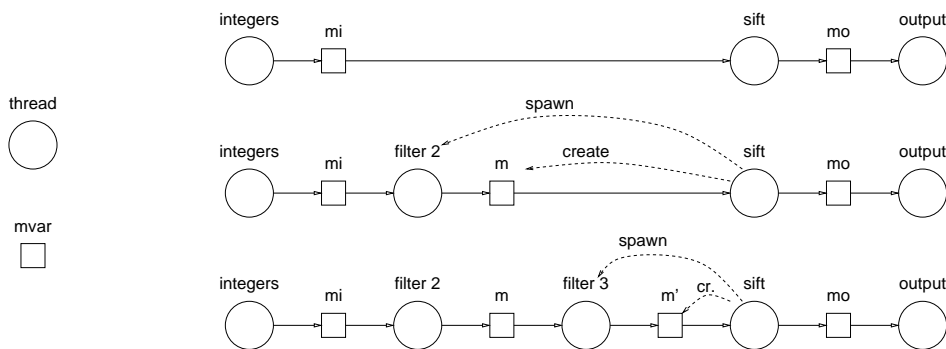 integers
sift
output
mi
mo
thread
spawn
integers
filter 2
m
create
sift
output
mi
mo
mvar
spawn
integers
filter 2
filter 3
cr.
sift
output
mi
m
m'
mo